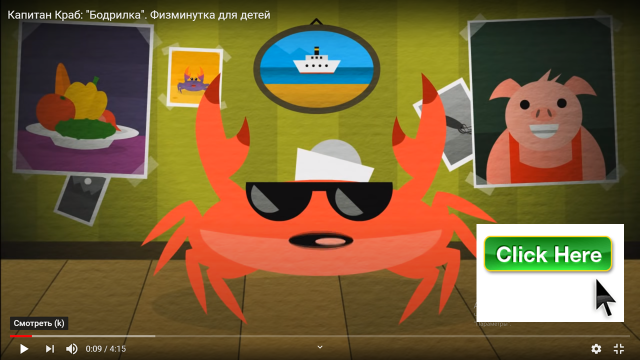 Капитан Краб: "Бодрилка". Физминутка для детей
Click Here
Смотреть (k)
0:09 / 4:15